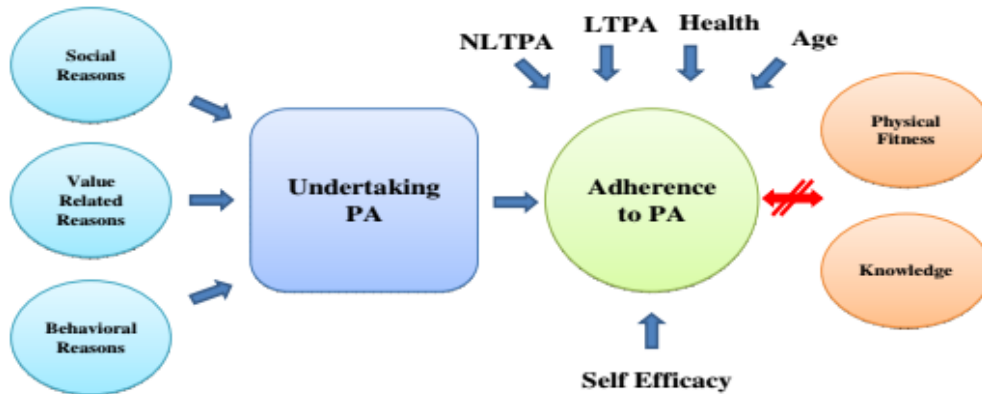 Social
Reasons
Value
Related
Reasons
Behavioral
Reasons
Undertaking
PA
NLTPA
LTPA
Health
Age
Adherence
to PA
Self Efficacy
Physical
Fitness
Knowledge